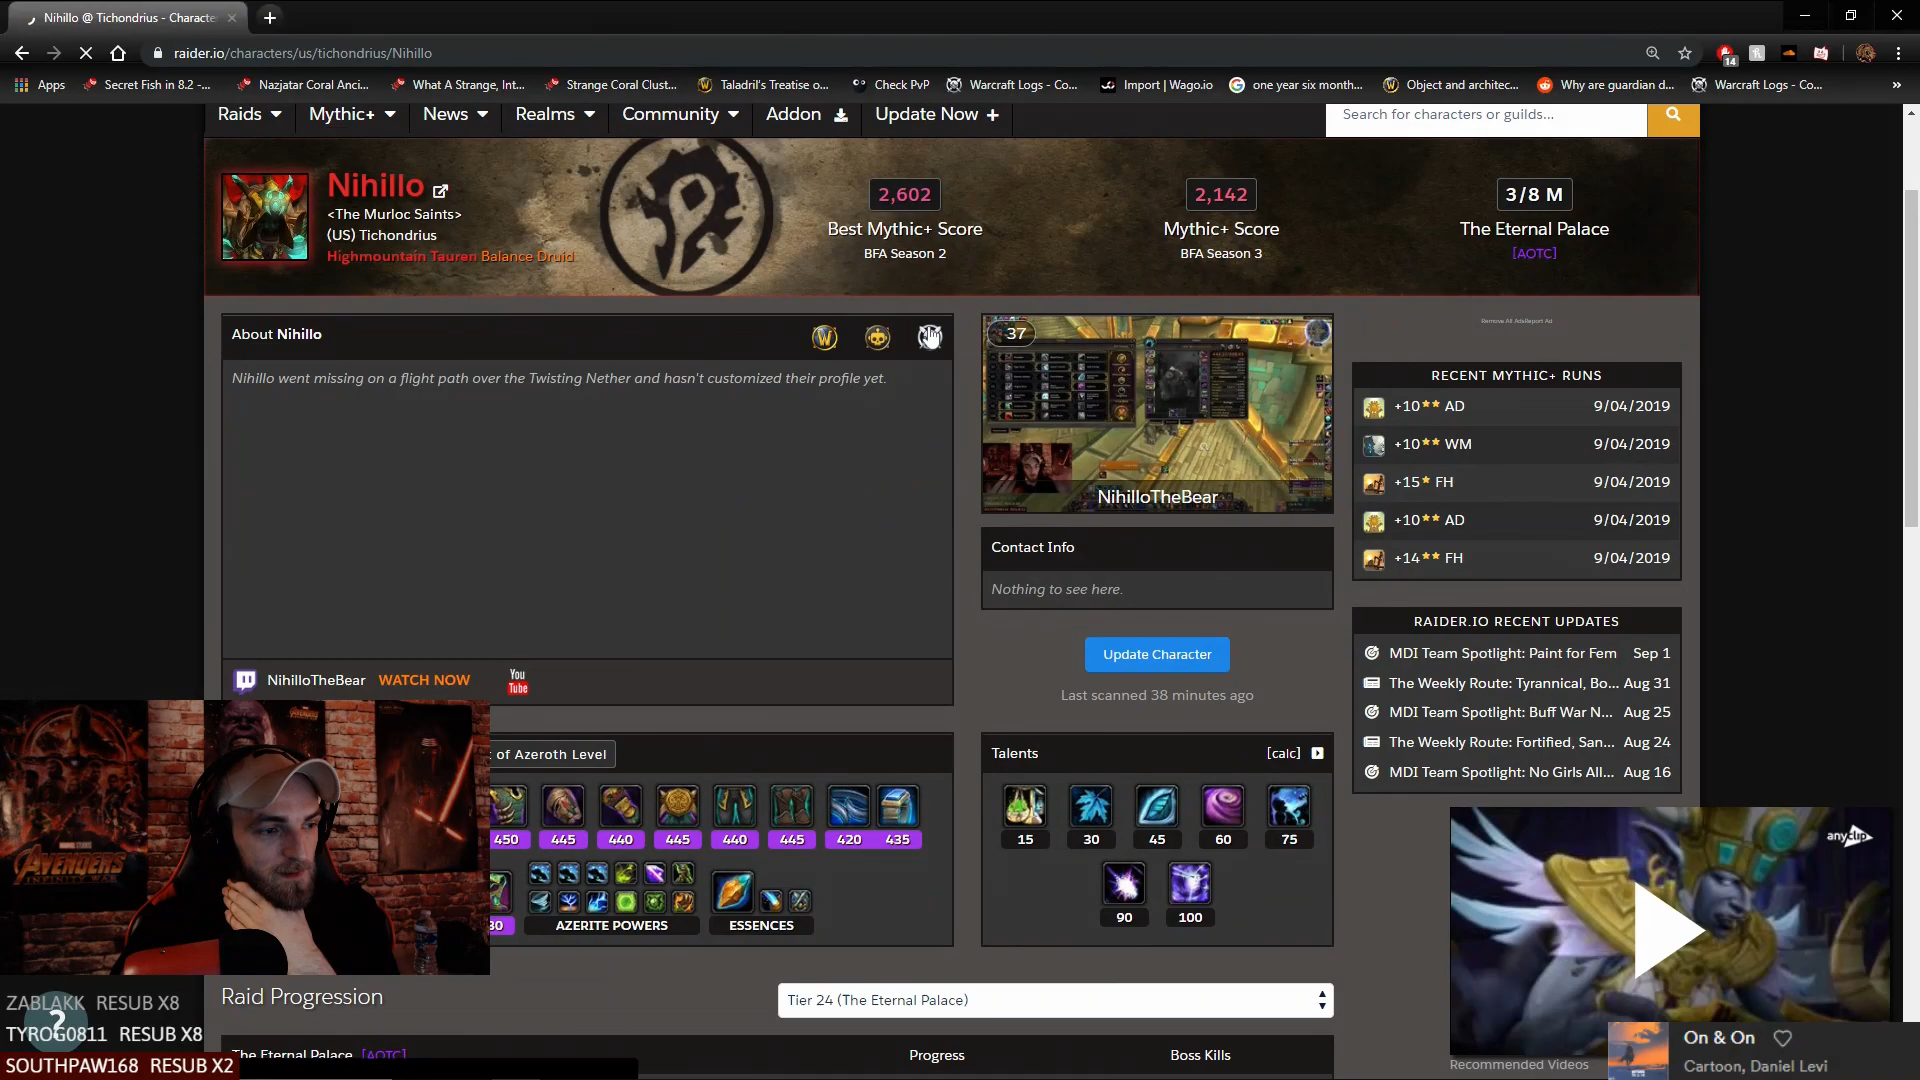 Nihillo @ Tichondrius - Characte
raider.io/characters/us/tichondrius/Nihillo
14
Apps
Secret Fish in 8.2 -...
Nazjatar Coral Anci...
What A Strange, Int...
Strange Coral Clust...
Taladril's Treatise o...
Check PvP
Warcraft Logs - Co...
Import | Wago.io
one year six month...
Object and architec...
Why are guardian d...
Warcraft Logs - Co...
Raids
Mythic+
News
Realms
Community
Addon
Update Now
Search for characters or guilds...
Nihillo
<The Murloc Saints>
(US) Tichondrius
Highmountain Tauren Balance Druid
2,602
Best Mythic+ Score
BFA Season 2
2,142
Mythic+ Score
BFA Season 3
3/8 M
The Eternal Palace
[AOTC]
About Nihillo
Nihillo went missing on a flight path over the Twisting Nether and hasn't customized their profile yet.
NihilloTheBear WATCH NOW
You Tube
37
NihilloTheBear
Contact Info
Nothing to see here.
Update Character
Last scanned 38 minutes ago
Remove All Ads Report Ad
RECENT MYTHIC+ RUNS
+10 AD 9/04/2019
+10 WM 9/04/2019
+15 FH 9/04/2019
+10 AD 9/04/2019
+14 FH 9/04/2019
RAIDER.IO RECENT UPDATES
MDI Team Spotlight: Paint for Fem Sep 1
The Weekly Route: Tyrannical, Bo... Aug 31
MDI Team Spotlight: Buff War N... Aug 25
The Weekly Route: Fortified, San... Aug 24
MDI Team Spotlight: No Girls All... Aug 16
t of Azeroth Level
450 445 440 445 440 445 420 435
30
AZERITE POWERS
ESSENCES
Talents
[calc]
15 30 45 60 75
90 100
anyclip
Recommended Videos
Raid Progression
Tier 24 (The Eternal Palace)
The Eternal Palace [AOTC]
Progress
Boss Kills
AVENGERS
INFINITY WAR
ZABLAKK RESUB X8
?
TYROG0811 RESUB X8
SOUTHPAW168 RESUB X2
On & On
Cartoon, Daniel Levi